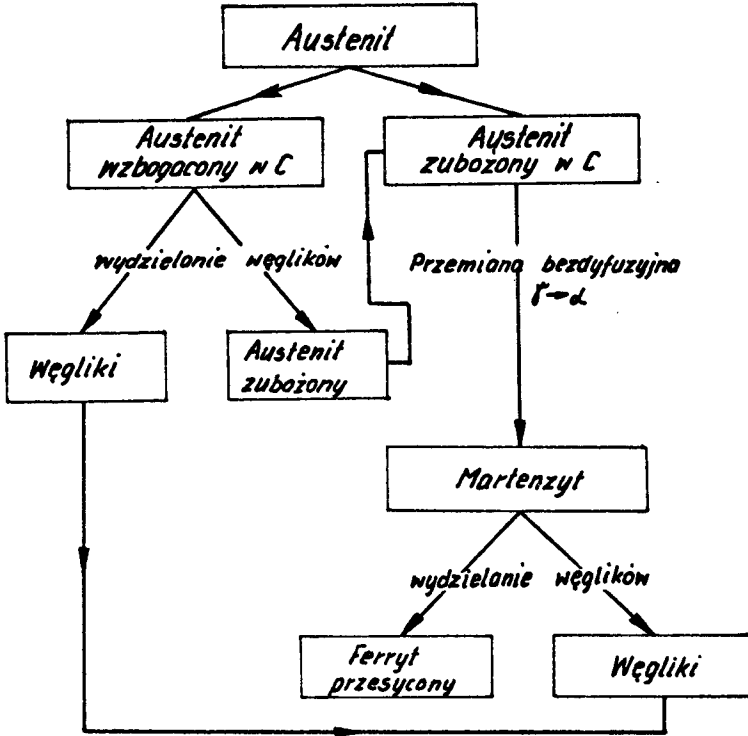 Austenit
Austenit
wzbogacony w C
Austenit
zubożony w C
wydzielanie węglików
Przemiana bezdyfuzyjna
γ→α
Węgliki
Austenit
zubożony
Martenzyt
wydzielanie węglików
Ferryt
przesycony
Węgliki